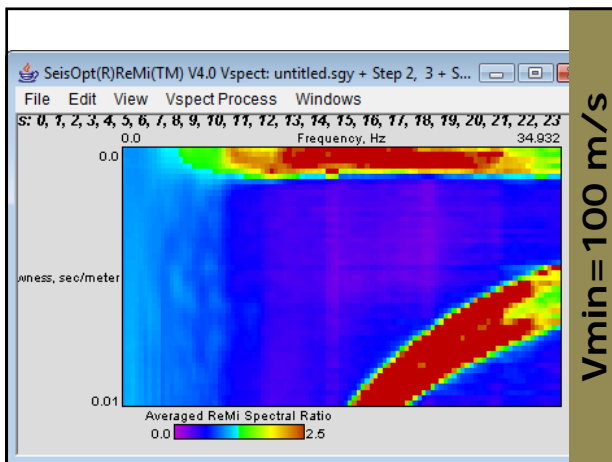 SeisOpt(R)ReMi(TM) V4.0 Vspect: untitled.sgy + Step 2, 3 + S...
File Edit View Vspect Process Windows
s: 0, 1, 2, 3, 4, 5, 6, 7, 8, 9, 10, 11, 12, 13, 14, 15, 16, 17, 18, 19, 20, 21, 22, 23
0.0 Frequency, Hz 34.932
0.0
wness, sec/meter
0.01
Averaged ReMi Spectral Ratio
0.0 2.5
Vmin=100 m/s